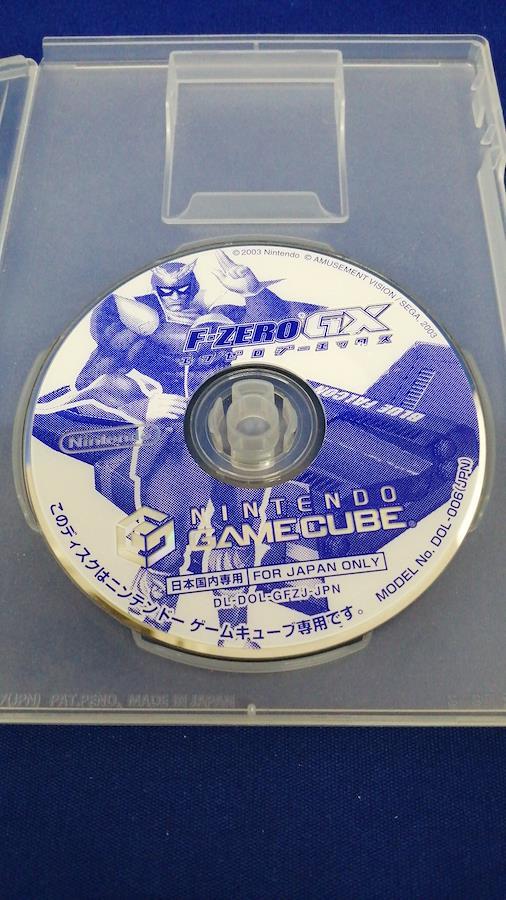 © 2003 Nintendo © AMUSEMENT VISION / SEGA, 2003
F-ZERO GX
エフゼロジーエックス
BLUE FALCON
Nintendo
NINTENDO
GAMECUBE
日本国内専用 FOR JAPAN ONLY
DL-DOL-GFZJ-JPN
MODEL No. DOL-006(JPN)
このディスクはニンテンドー ゲームキューブ専用です。
(JPN) PAT.PEND. MADE IN JAPAN